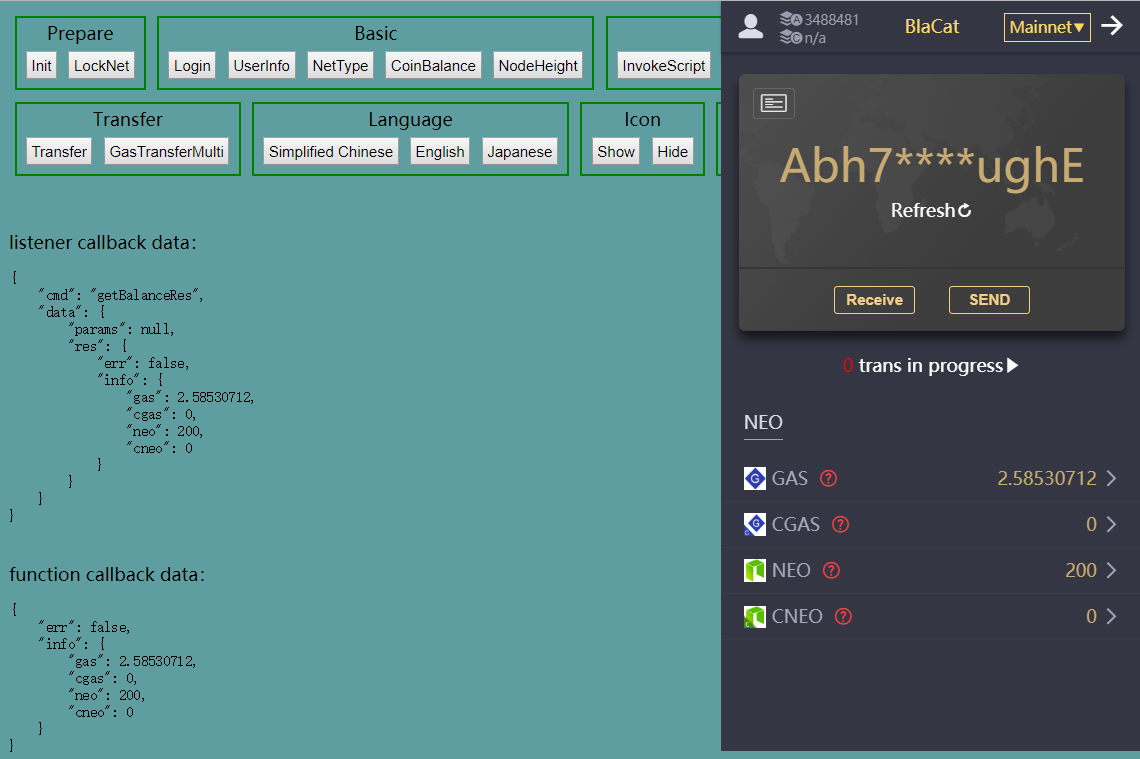 Prepare
Init LockNet
Basic
Login UserInfo NetType CoinBalance NodeHeight
InvokeScript
Transfer
Transfer GasTransferMulti
Language
Simplified Chinese English Japanese
Icon
Show Hide
listener callback data:
{
    "cmd": "getBalanceRes",
    "data": {
        "params": null,
        "res": {
            "err": false,
            "info": {
                "gas": 2.58530712,
                "cgas": 0,
                "neo": 200,
                "cneo": 0
            }
        }
    }
}
function callback data:
{
    "err": false,
    "info": {
        "gas": 2.58530712,
        "cgas": 0,
        "neo": 200,
        "cneo": 0
    }
}
A 3488481
C n/a
BlaCat
Mainnet▼
Abh7****ughE
Refresh
Receive SEND
0 trans in progress
NEO
G GAS ? 2.58530712
G C CGAS ? 0
NEO ? 200
C CNEO ? 0